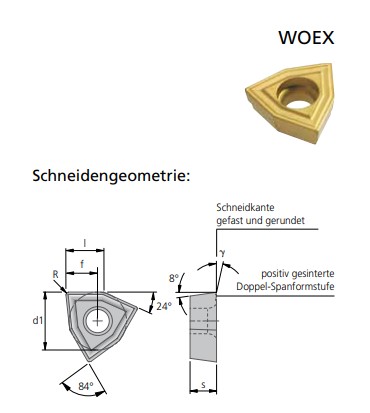 WOEX
Schneidengeometrie:
Schneidkante
gefast und gerundet
l
f
R
8°
γ
positiv gesinterte
Doppel-Spanformstufe
24°
d1
84°
s